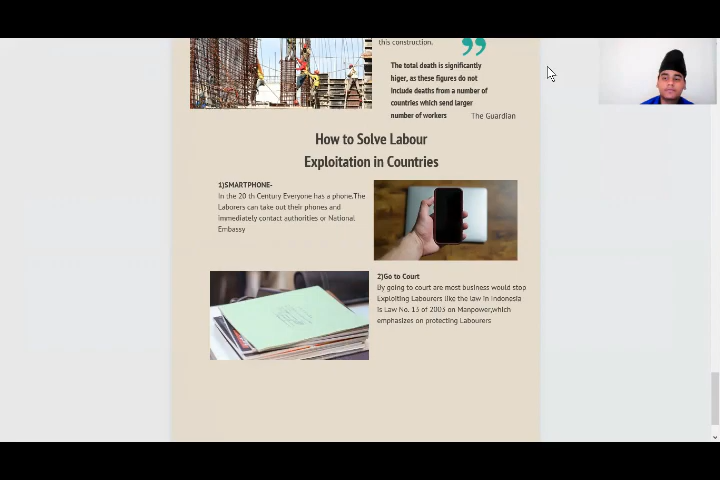 this construction.
The total death is significantly
higer, as these figures do not
include deaths from a number of
countries which send larger
number of workers
The Guardian
How to Solve Labour
Exploitation in Countries
1)SMARTPHONE-
In the 20 th Century Everyone has a phone.The
Laborers can take out their phones and
immediately contact authorities or National
Embassy
2)Go to Court
By going to court are most business would stop
Exploiting Labourers like the law in Indonesia
is Law No. 13 of 2003 on Manpower,which
emphasizes on protecting Labourers